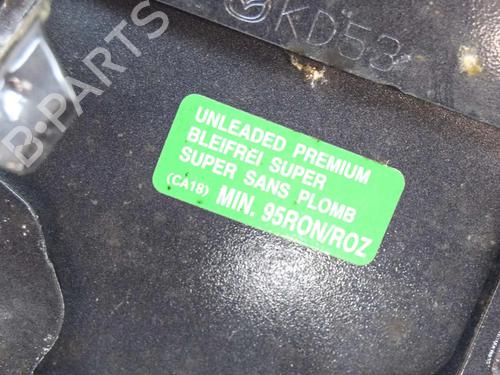 KD53
UNLEADED PREMIUM
BLEIFREI SUPER
SUPER SANS PLOMB
(CA18) MIN. 95RON/ROZ
B-PARTS